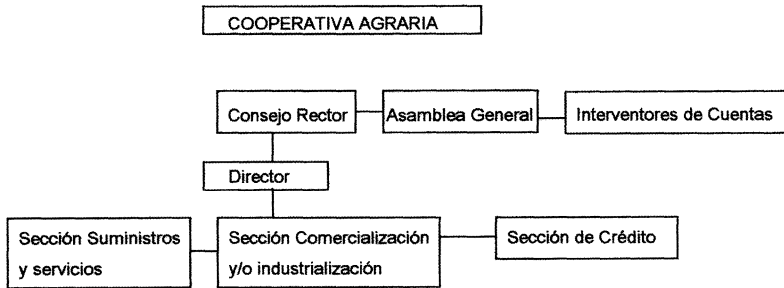 COOPERATIVA AGRARIA
Consejo Rector
Asamblea General
Interventores de Cuentas
Director
Sección Suministros
y servicios
Sección Comercialización
y/o industrialización
Sección de Crédito